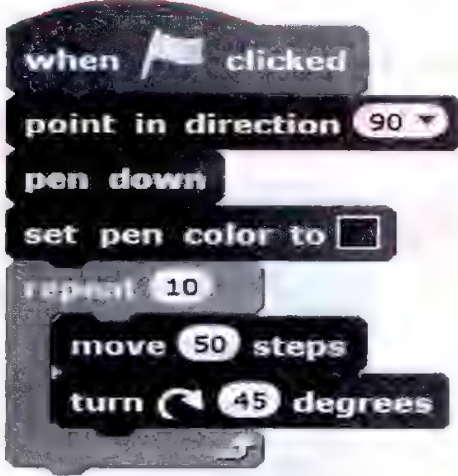 when clicked
point in direction 90
pen down
set pen color to
repeat 10
move 50 steps
turn 45 degrees